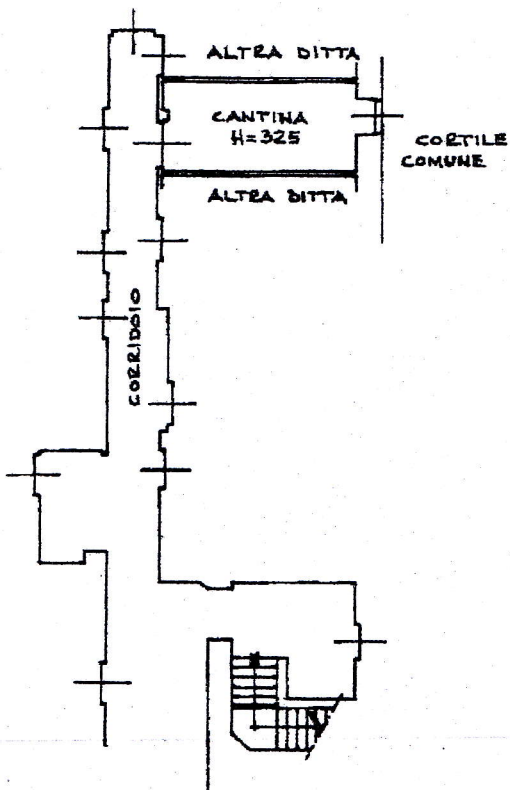 ALTRA DITTA
CANTINA
H=325
CORTILE
COMUNE
ALTRA DITTA
CORRIDOIO